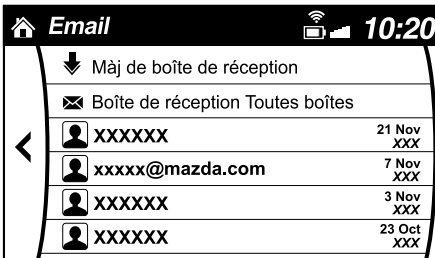 Email 10:20
Màj de boîte de réception
Boîte de réception Toutes boîtes
XXXXXX 21 Nov XXX
xxxxx@mazda.com 7 Nov XXX
XXXXXX 3 Nov XXX
XXXXXX 23 Oct XXX